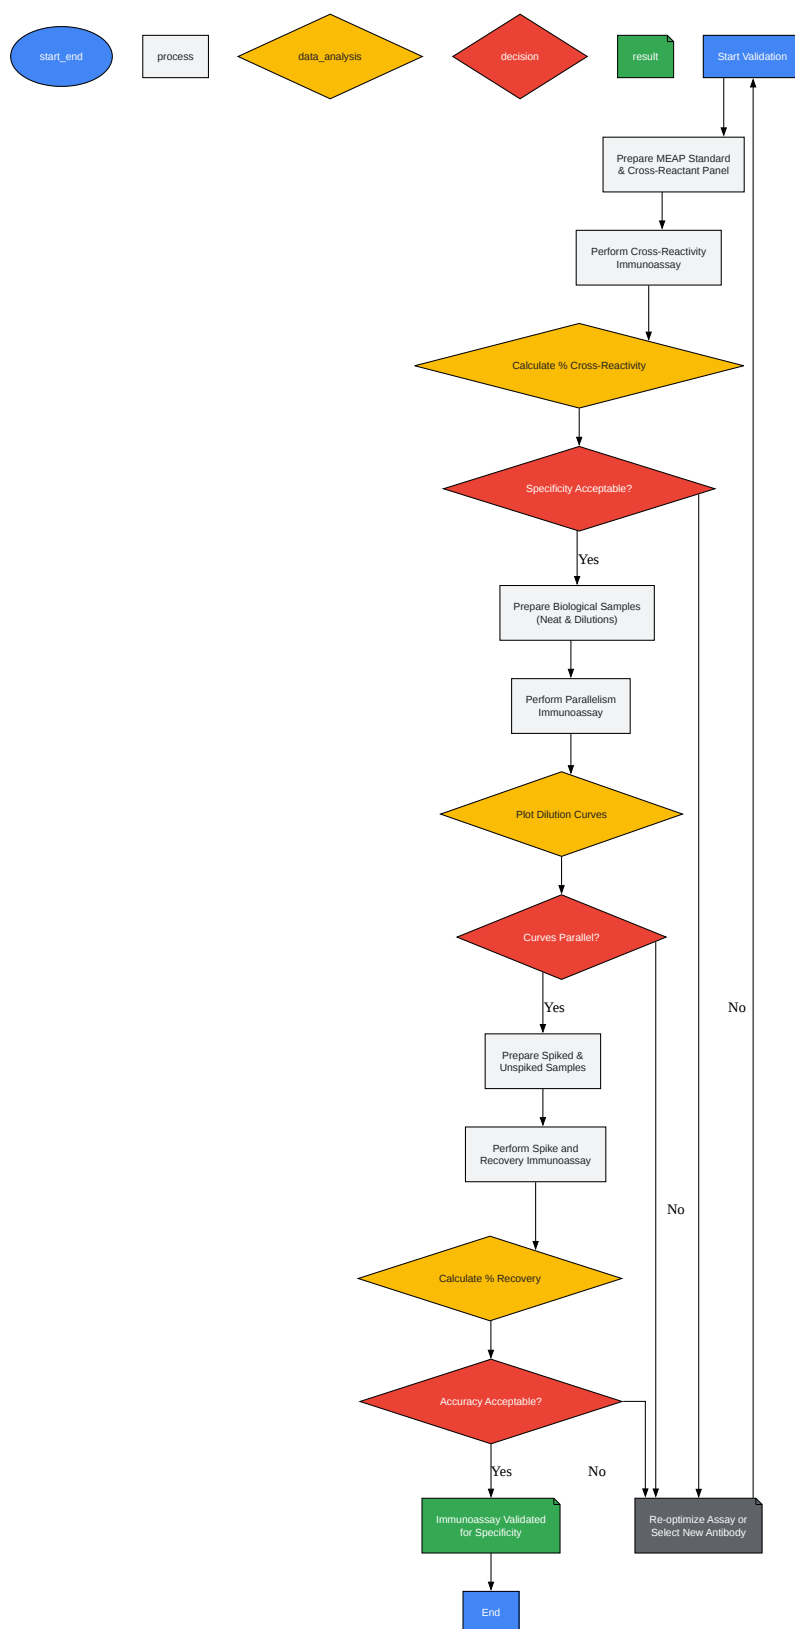 start_end
process
data_analysis
decision
result
Start Validation
Prepare MEAP Standard
& Cross-Reactant Panel
Perform Cross-Reactivity
Immunoassay
Calculate % Cross-Reactivity
Specificity Acceptable?
Yes
Prepare Biological Samples
(Neat & Dilutions)
Perform Parallelism
Immunoassay
Plot Dilution Curves
Curves Parallel?
Yes
No
Prepare Spiked &
Unspiked Samples
Perform Spike and
Recovery Immunoassay
No
Calculate % Recovery
Accuracy Acceptable?
Yes
No
Immunoassay Validated
for Specificity
Re-optimize Assay or
Select New Antibody
End